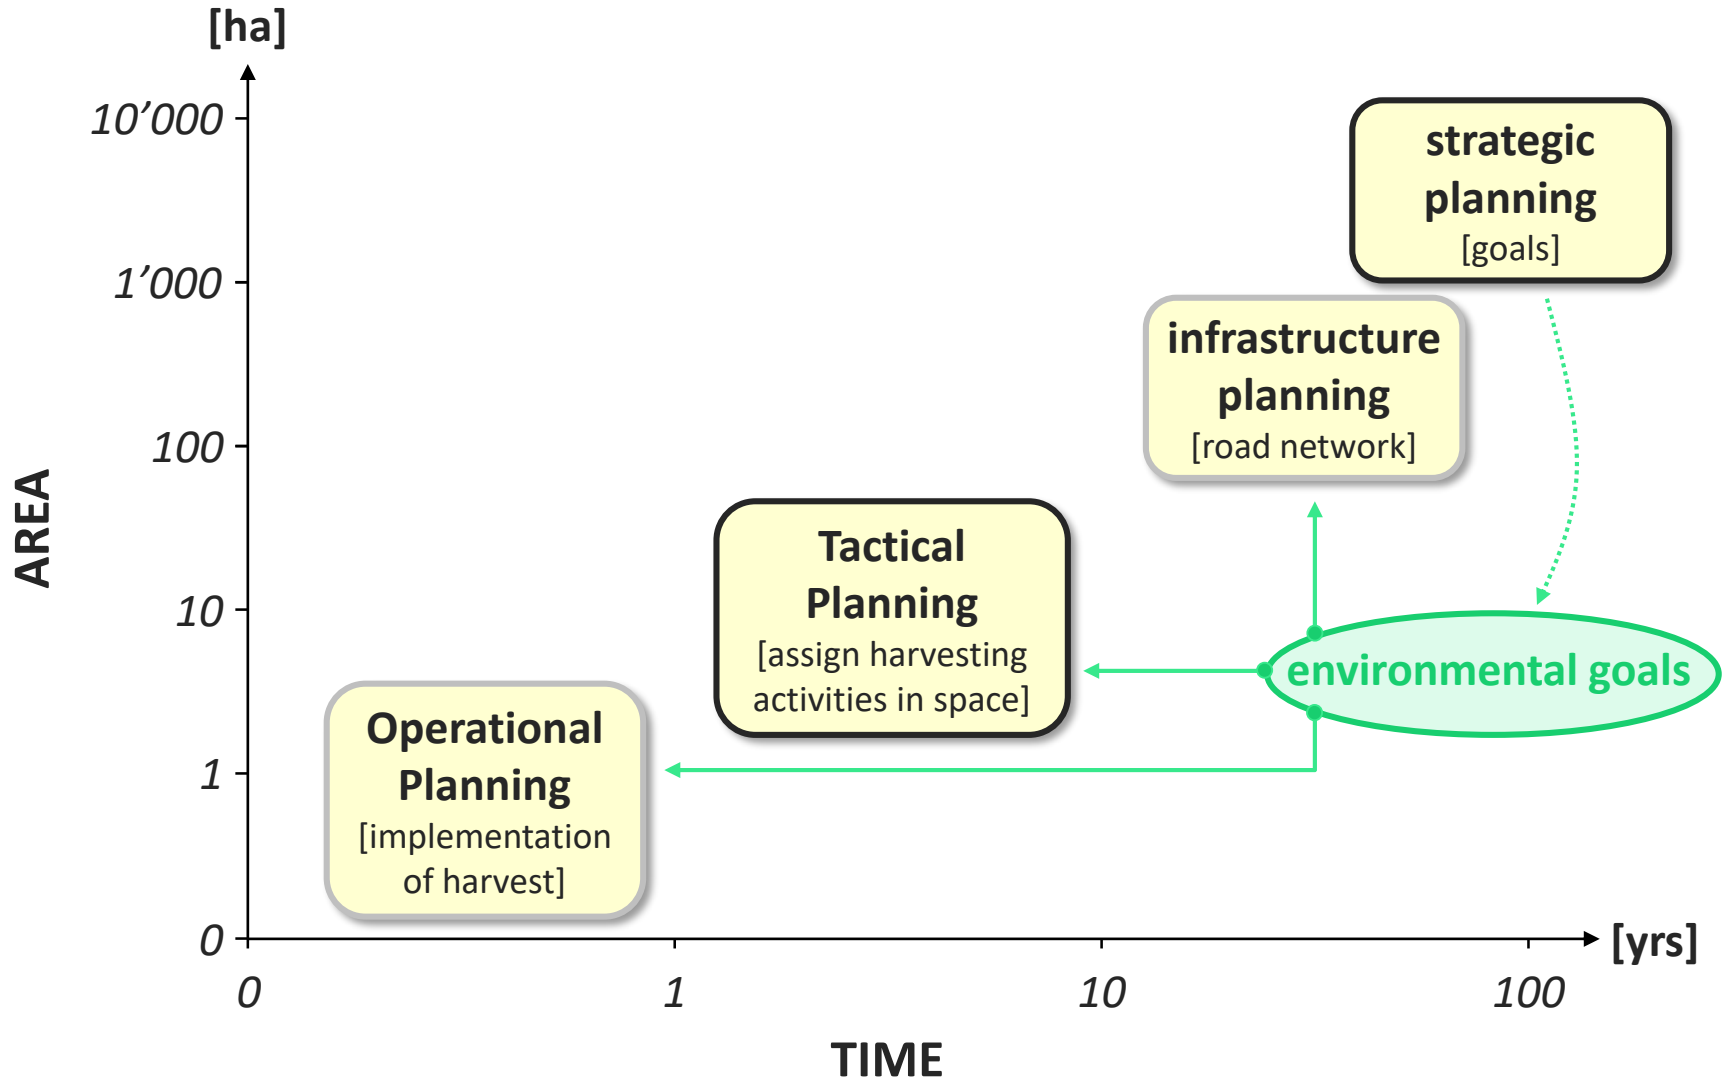 [ha]
10’000
1’000
100
10
1
0
AREA
strategic
planning
[goals]
infrastructure
planning
[road network]
Tactical
Planning
[assign harvesting
activities in space]
environmental goals
Operational
Planning
[implementation
of harvest]
[yrs]
0
1
10
100
TIME